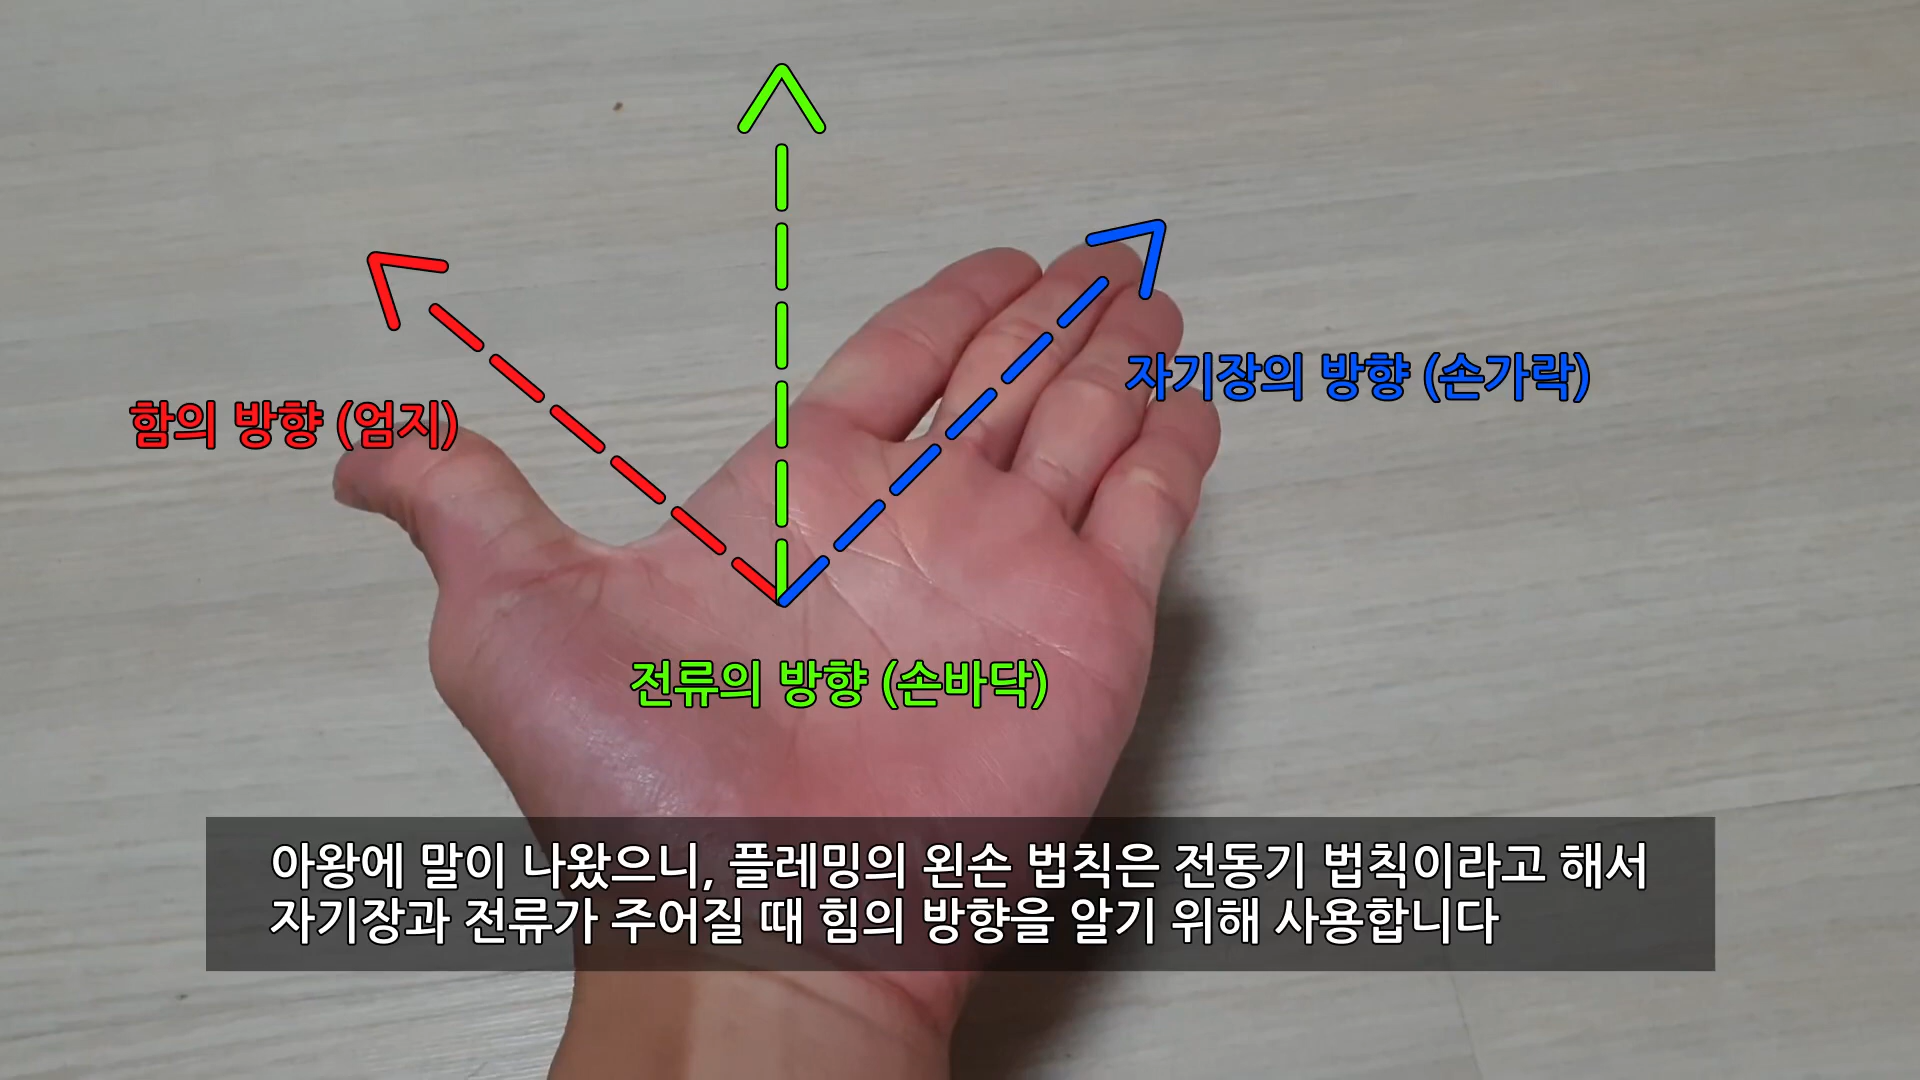 자기장의 방향 (손가락)
함의 방향 (엄지)
전류의 방향 (손바닥)
아왕에 말이 나왔으니, 플레밍의 왼손 법칙은 전동기 법칙이라고 해서
자기장과 전류가 주어질 때 힘의 방향을 알기 위해 사용합니다